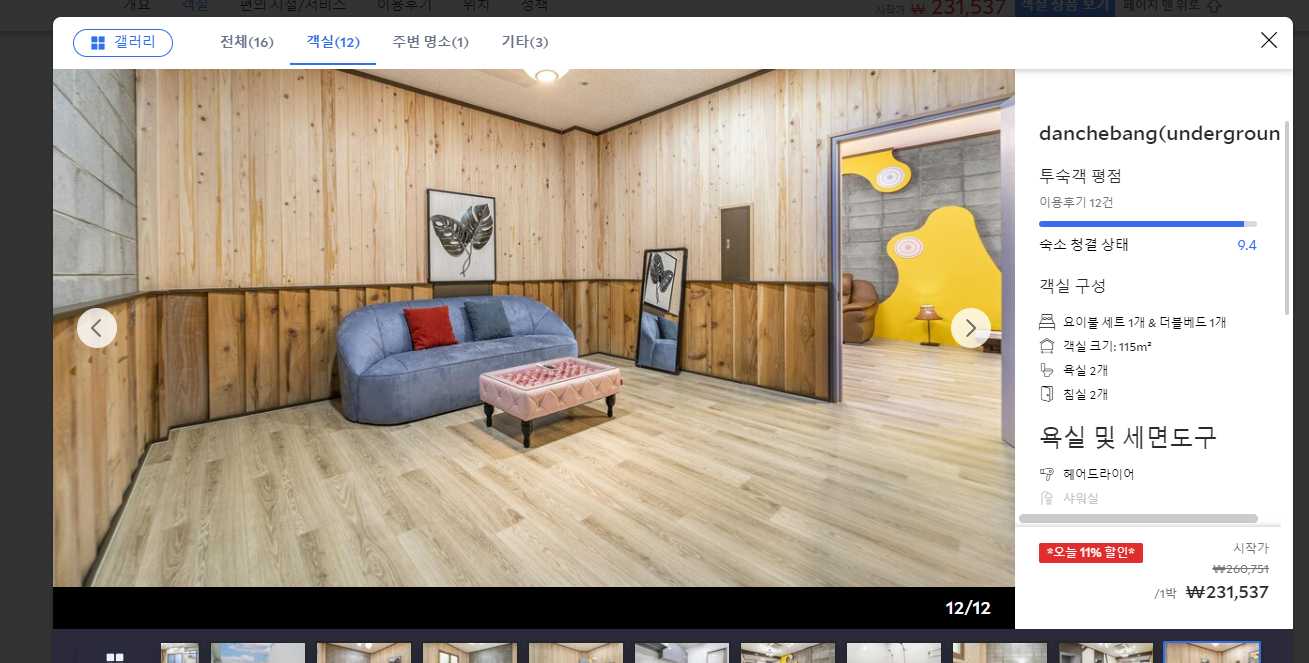 개요 객실 편의 시설/서비스 이용후기 위치 정책
시작가 ₩ 231,537 객실 상품 보기 페이지 맨 위로
갤러리 전체(16) 객실(12) 주변 명소(1) 기타(3)
danchebang(undergroun
투숙객 평점
이용후기 12건
숙소 청결 상태 9.4
객실 구성
요이불 세트 1개 & 더블베드 1개
객실 크기: 115m²
욕실 2개
침실 2개
욕실 및 세면도구
헤어드라이어
샤워실
*오늘 11% 할인*
시작가
₩260,751
/1박 ₩231,537
12/12